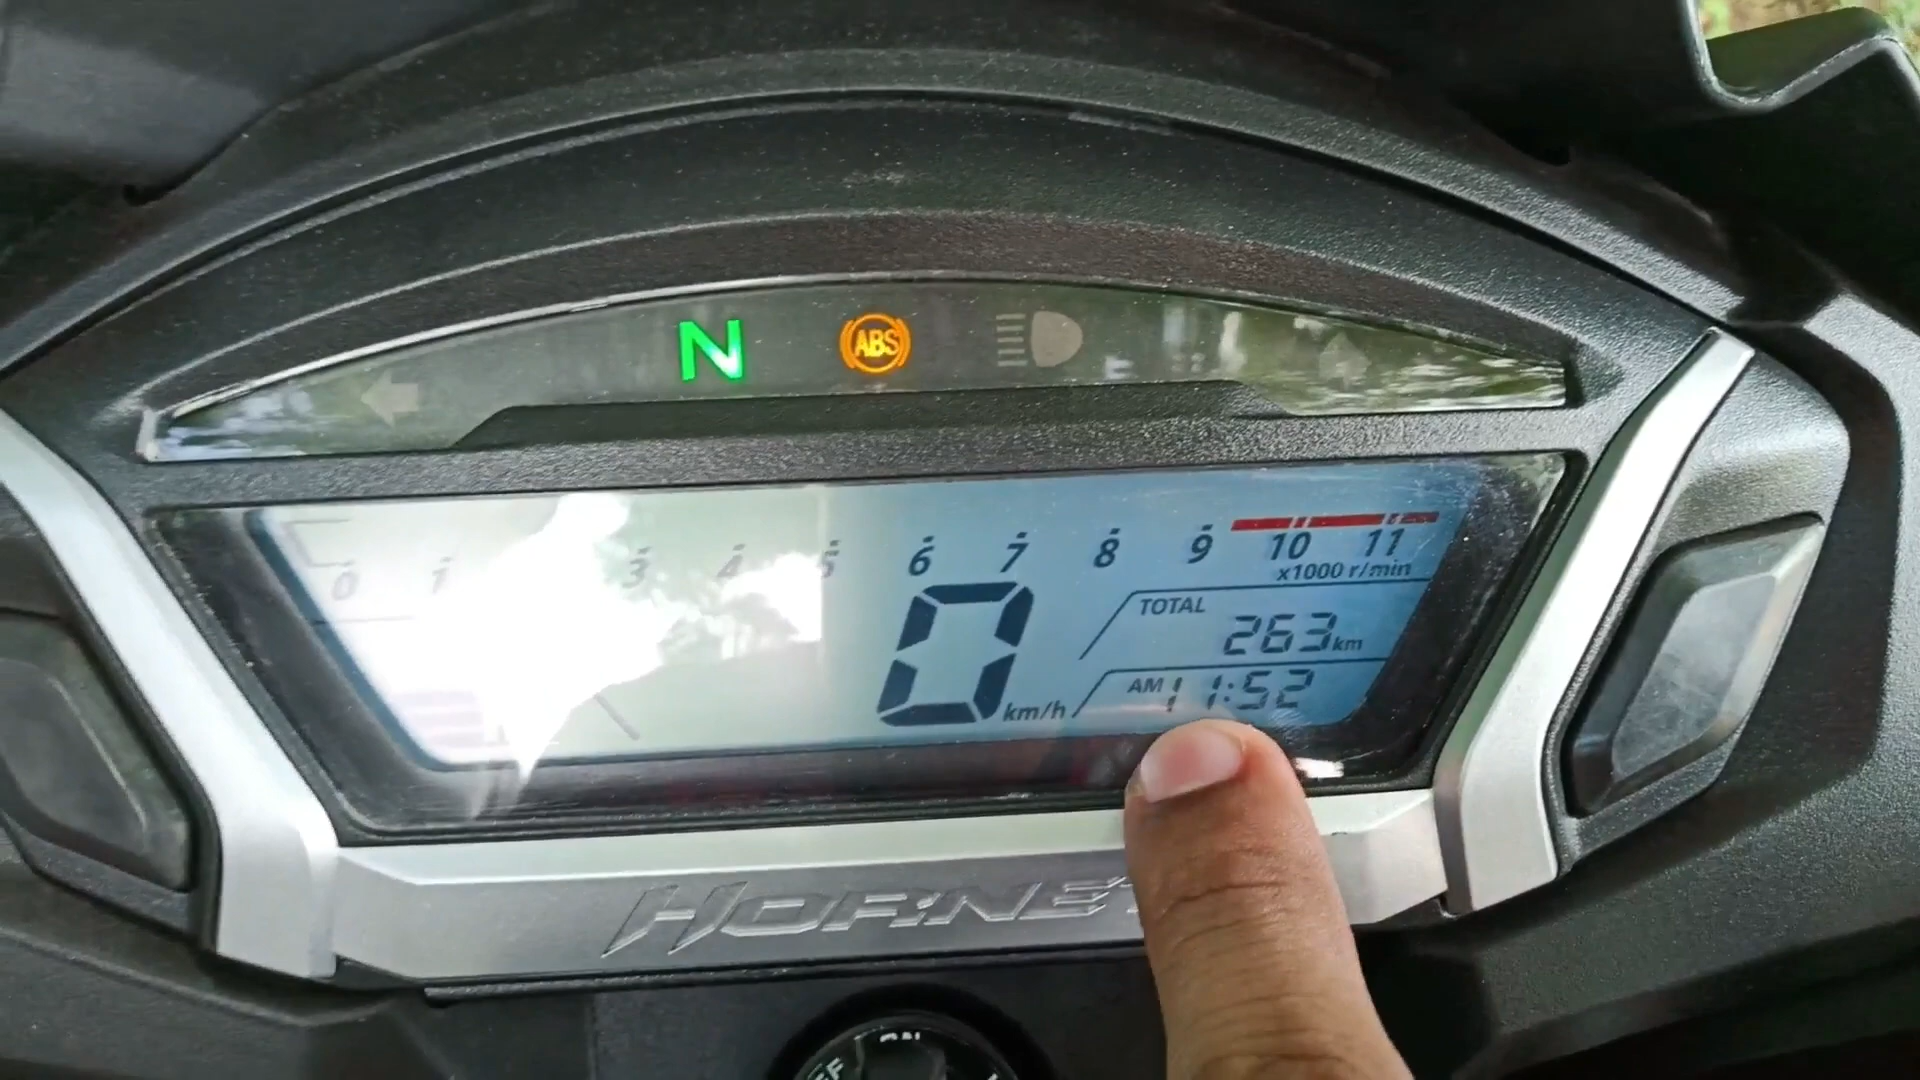 N ABS
0 1 3 4 5 6 7 8 9 10 11
x1000 r/min
TOTAL
263 km
0 km/h
AM 11:52
HORNET
ON